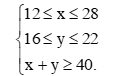 12 ≤ x ≤ 28
16 ≤ y ≤ 22
x + y ≥ 40.